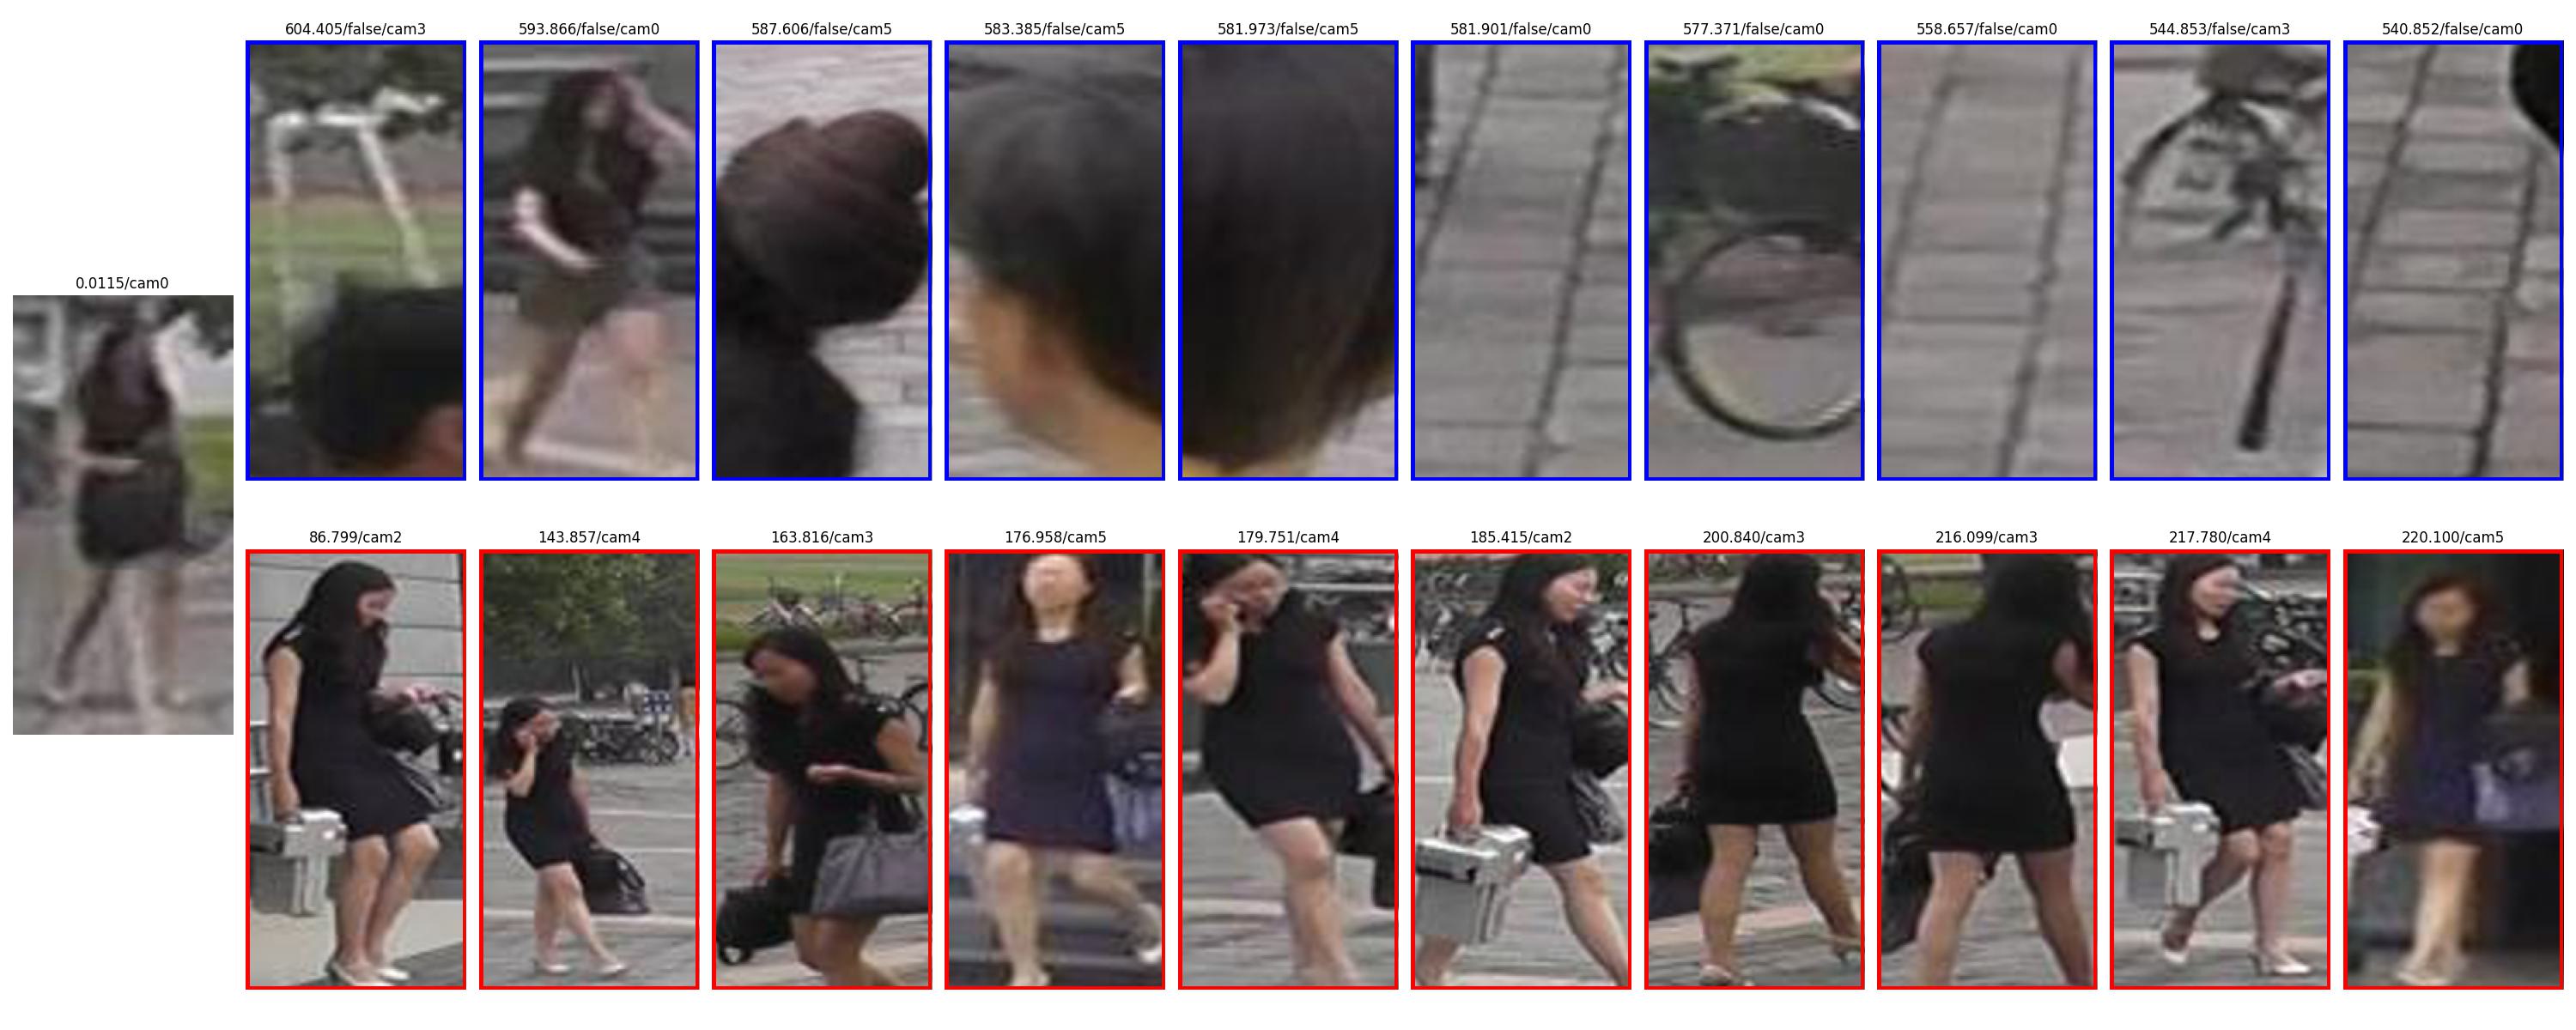 604.405/false/cam3
593.866/false/cam0
587.606/false/cam5
583.385/false/cam5
581.973/false/cam5
581.901/false/cam0
577.371/false/cam0
558.657/false/cam0
544.853/false/cam3
540.852/false/cam0
0.0115/cam0
86.799/cam2
143.857/cam4
163.816/cam3
176.958/cam5
179.751/cam4
185.415/cam2
200.840/cam3
216.099/cam3
217.780/cam4
220.100/cam5